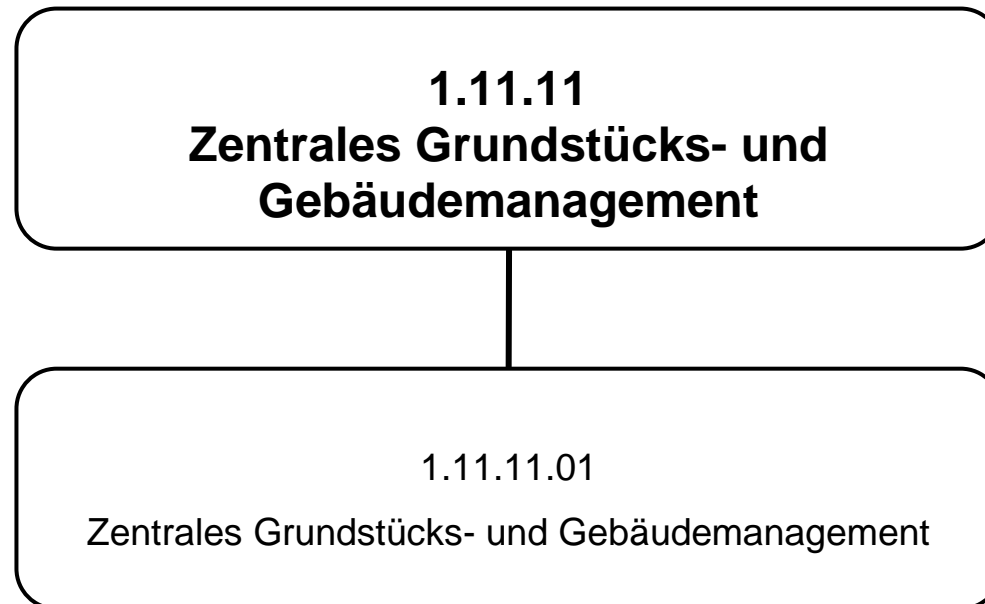 1.11.11
Zentrales Grundstücks- und
Gebäudemanagement
1.11.11.01
Zentrales Grundstücks- und Gebäudemanagement